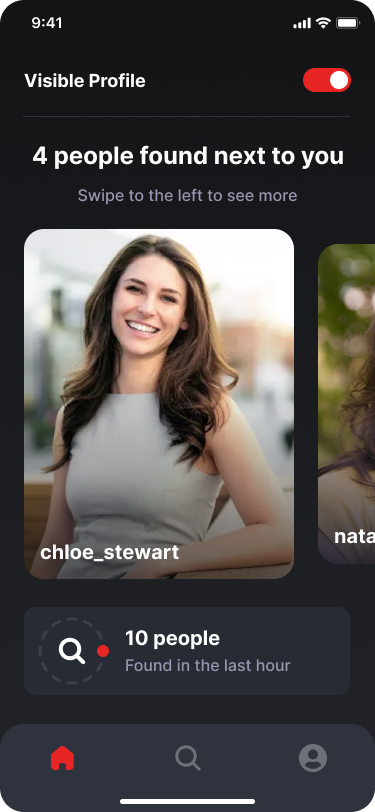 9:41
Visible Profile
4 people found next to you
Swipe to the left to see more
chloe_stewart
nata
10 people
Found in the last hour